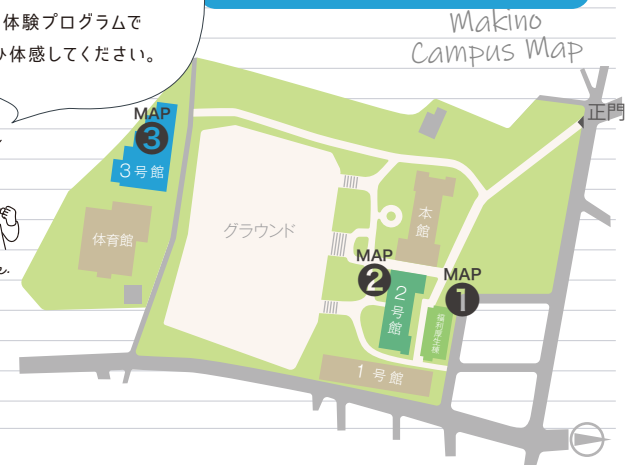 体験プログラムで
体感してください。
Makino
Campus Map
正門
MAP
3
3号館
体育館
グラウンド
本館
MAP
2
2号館
MAP
1
福利厚生棟
1号館